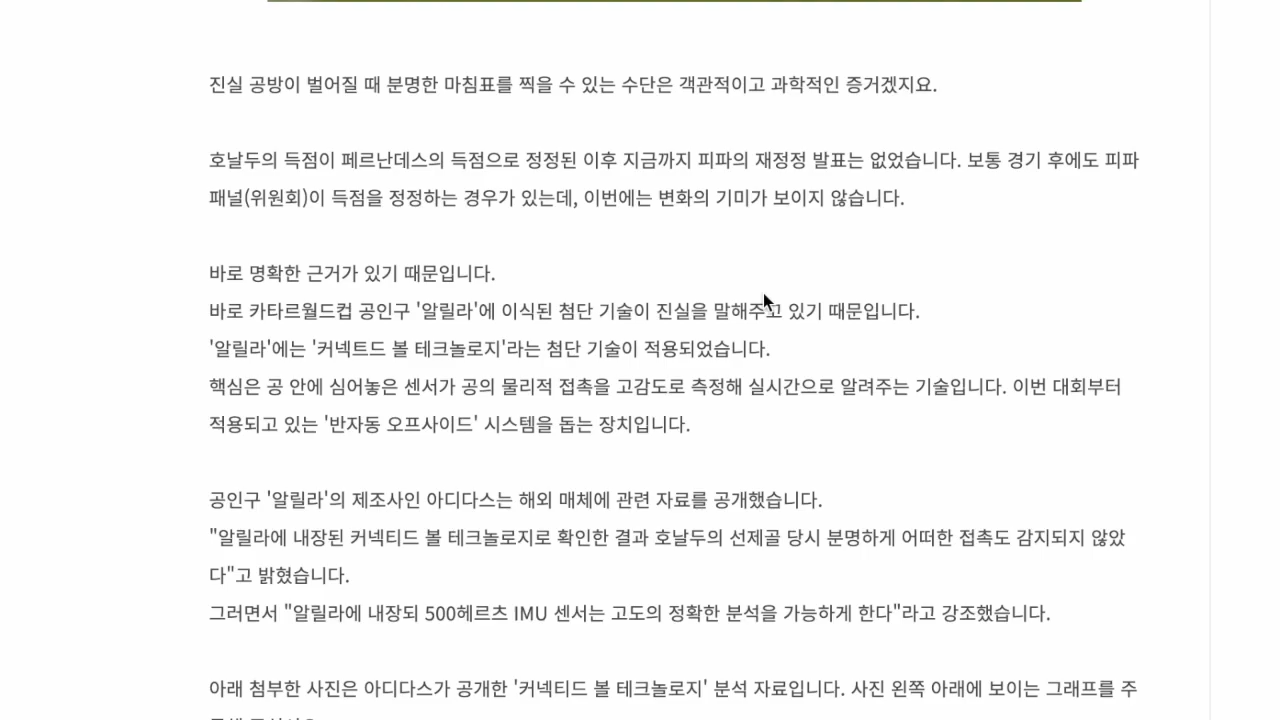 진실 공방이 벌어질 때 분명한 마침표를 찍을 수 있는 수단은 객관적이고 과학적인 증거겠지요.
호날두의 득점이 페르난데스의 득점으로 정정된 이후 지금까지 피파의 재정정 발표는 없었습니다. 보통 경기 후에도 피파
패널(위원회)이 득점을 정정하는 경우가 있는데, 이번에는 변화의 기미가 보이지 않습니다.
바로 명확한 근거가 있기 때문입니다.
바로 카타르월드컵 공인구 '알릴라'에 이식된 첨단 기술이 진실을 말해주고 있기 때문입니다.
'알릴라'에는 '커넥트드 볼 테크놀로지'라는 첨단 기술이 적용되었습니다.
핵심은 공 안에 심어놓은 센서가 공의 물리적 접촉을 고감도로 측정해 실시간으로 알려주는 기술입니다. 이번 대회부터
적용되고 있는 '반자동 오프사이드' 시스템을 돕는 장치입니다.
공인구 '알릴라'의 제조사인 아디다스는 해외 매체에 관련 자료를 공개했습니다.
"알릴라에 내장된 커넥티드 볼 테크놀로지로 확인한 결과 호날두의 선제골 당시 분명하게 어떠한 접촉도 감지되지 않았
다"고 밝혔습니다.
그러면서 "알릴라에 내장되 500헤르츠 IMU 센서는 고도의 정확한 분석을 가능하게 한다"라고 강조했습니다.
아래 첨부한 사진은 아디다스가 공개한 '커넥티드 볼 테크놀로지' 분석 자료입니다. 사진 왼쪽 아래에 보이는 그래프를 주